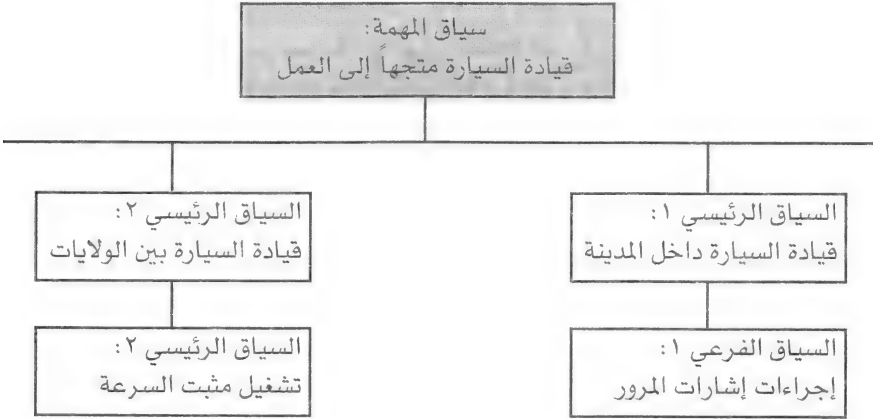 سياق المهمة:
قيادة السيارة متجهاً إلى العمل
السياق الرئيسي ١:
قيادة السيارة داخل المدينة
السياق الرئيسي ٢:
قيادة السيارة بين الولايات
السياق الفرعي ١:
إجراءات إشارات المرور
السياق الرئيسي ٢:
تشغيل مثبت السرعة